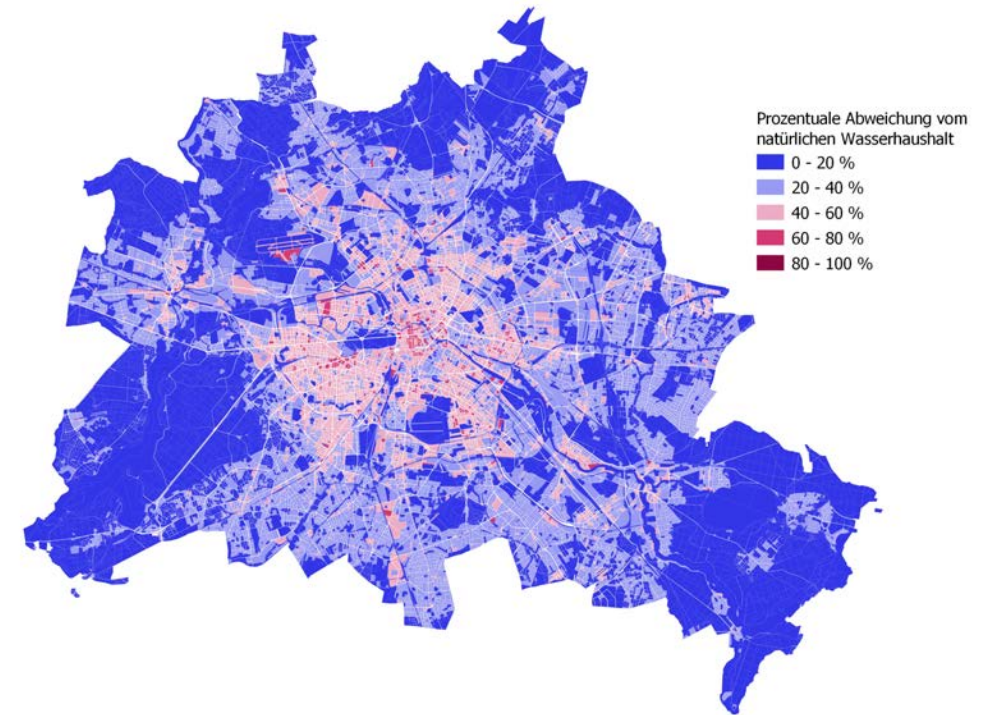 Prozentuale Abweichung vom
natürlichen Wasserhaushalt
0 - 20 %
20 - 40 %
40 - 60 %
60 - 80 %
80 - 100 %